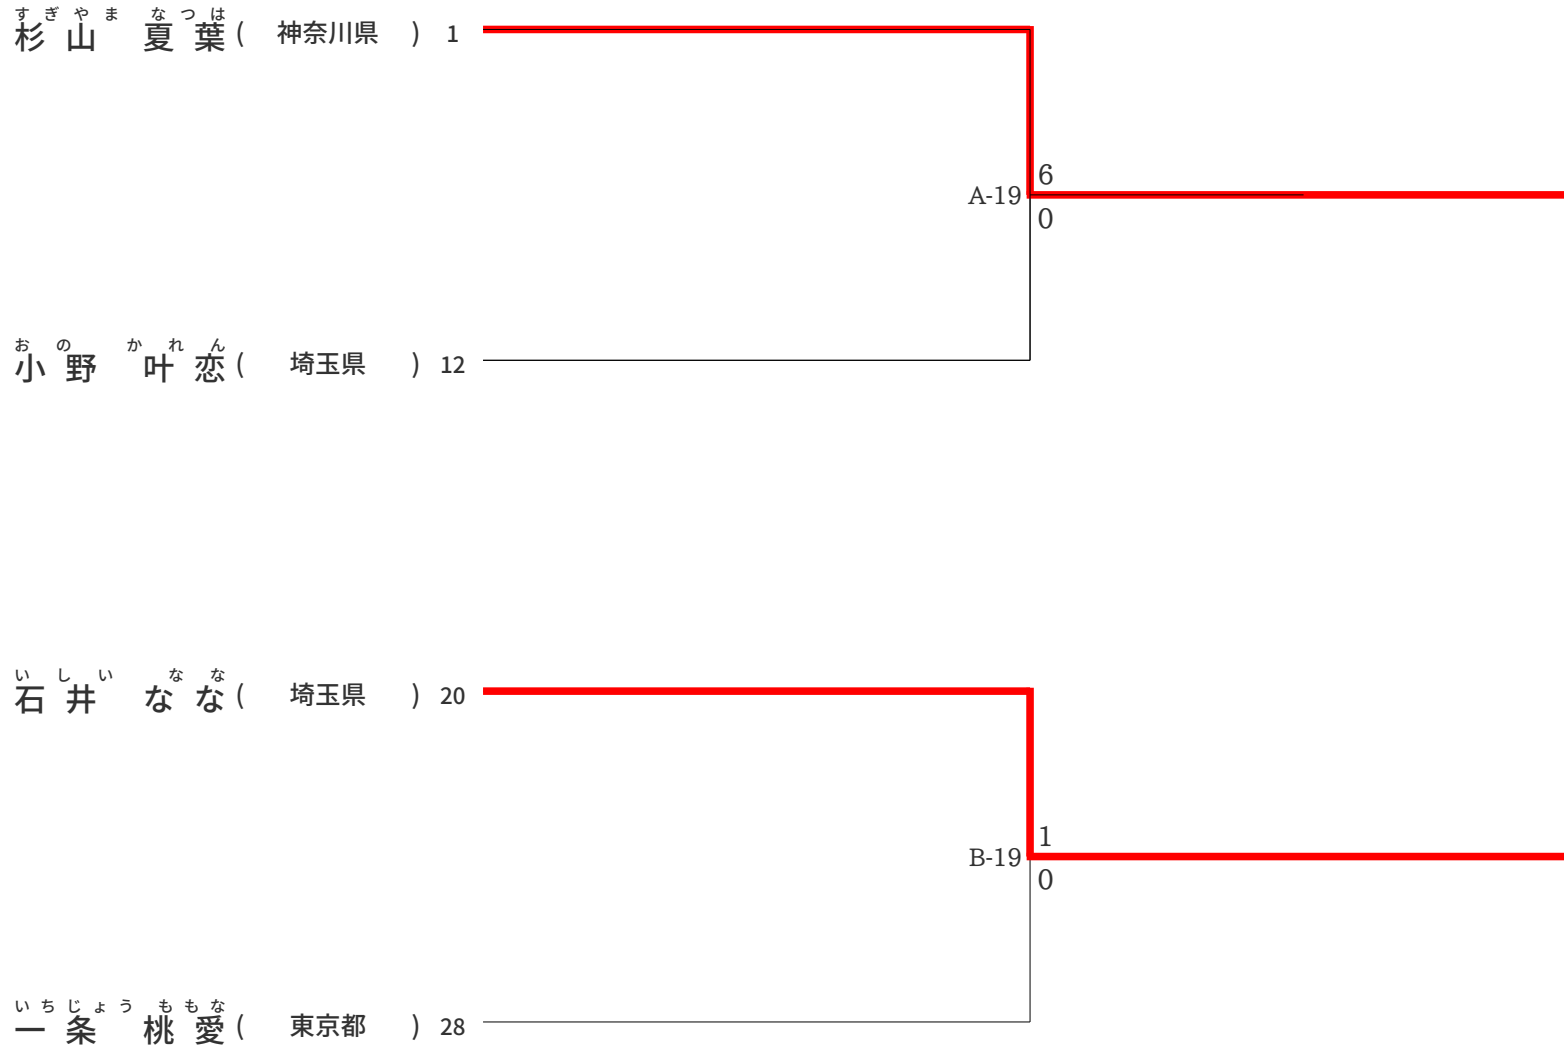 すぎやま なつは
杉山 夏葉 ( 神奈川県 ) 1
6
A-19
0
おの かれん
小野 叶恋 ( 埼玉県 ) 12
いしい なな
石井 なな ( 埼玉県 ) 20
1
B-19
0
いちじょう ももな
一条 桃愛 ( 東京都 ) 28